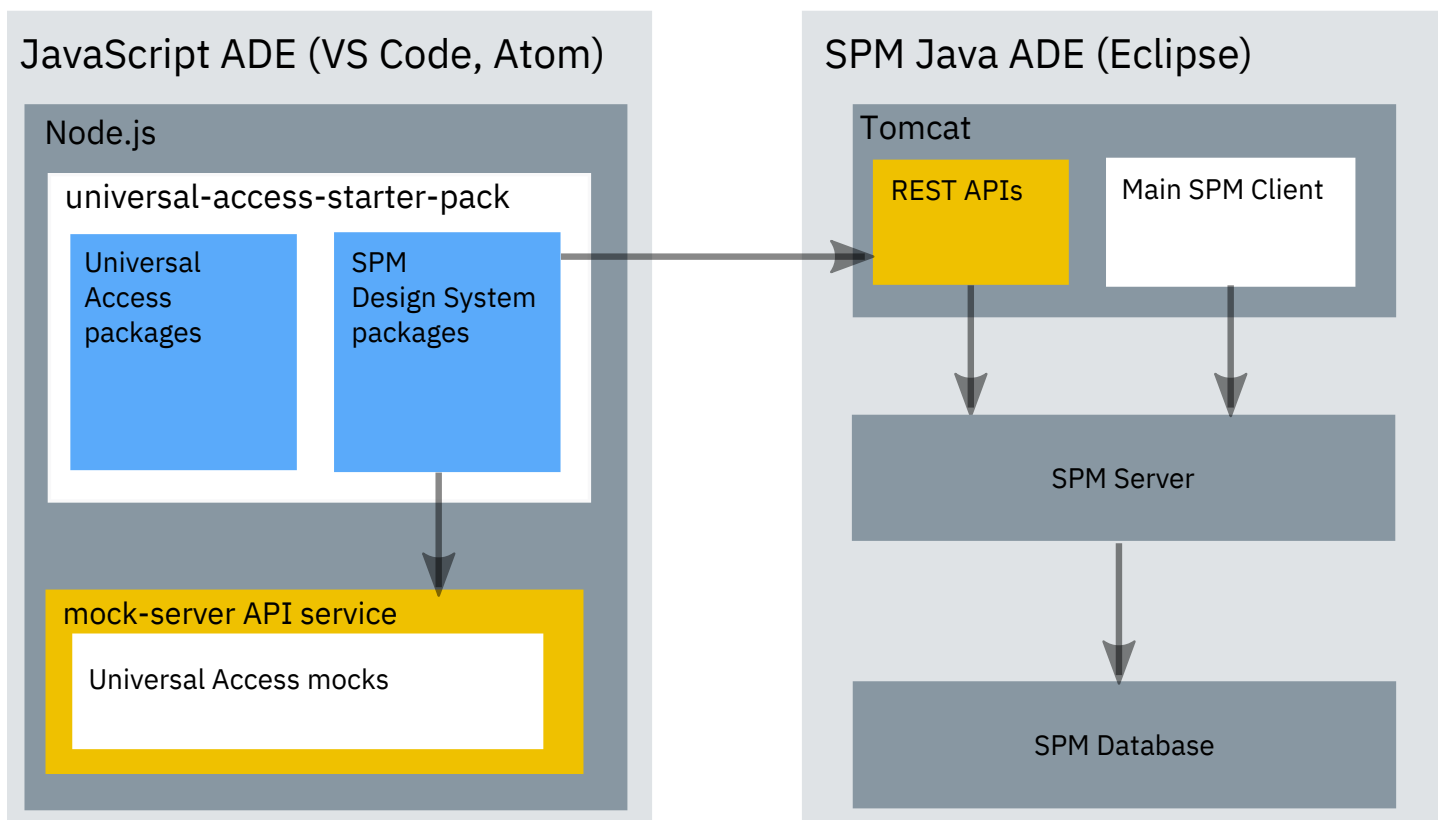 JavaScript ADE (VS Code, Atom)
Node.js
universal-access-starter-pack
Universal
Access
packages
SPM
Design System
packages
mock-server API service
Universal Access mocks
SPM Java ADE (Eclipse)
Tomcat
REST APIs
Main SPM Client
SPM Server
SPM Database